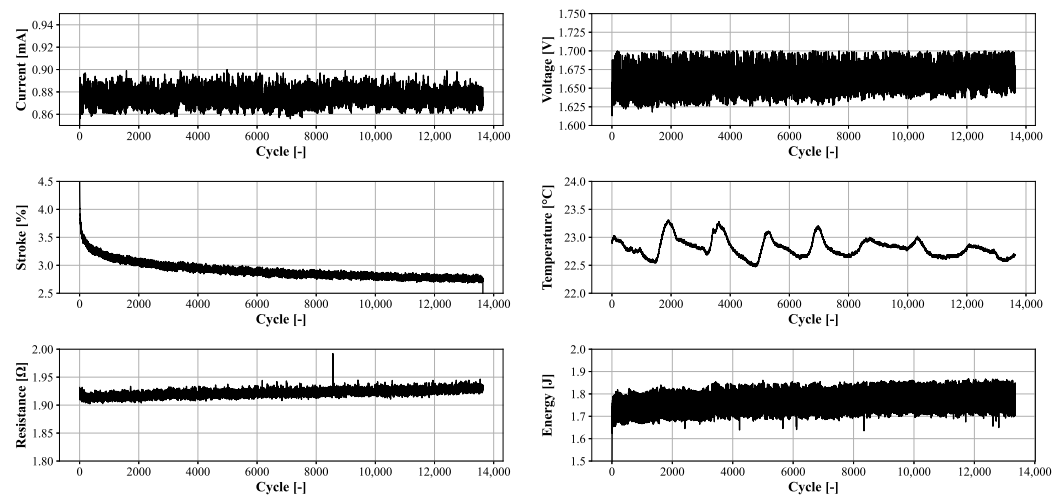 Current [mA]
0.94
0.92
0.90
0.88
0.86
0 2000 4000 6000 8000 10,000 12,000 14,000
Cycle [-]
Voltage [V]
1.750
1.725
1.700
1.675
1.650
1.625
1.600
0 2000 4000 6000 8000 10,000 12,000 14,000
Cycle [-]
Stroke [%]
4.5
4.0
3.5
3.0
2.5
0 2000 4000 6000 8000 10,000 12,000 14,000
Cycle [-]
Temperature [°C]
24.0
23.5
23.0
22.5
22.0
0 2000 4000 6000 8000 10,000 12,000 14,000
Cycle [-]
Resistance [Ω]
2.00
1.95
1.90
1.85
1.80
0 2000 4000 6000 8000 10,000 12,000 14,000
Cycle [-]
Energy [J]
2.0
1.9
1.8
1.7
1.6
1.5
0 2000 4000 6000 8000 10,000 12,000 14,000
Cycle [-]